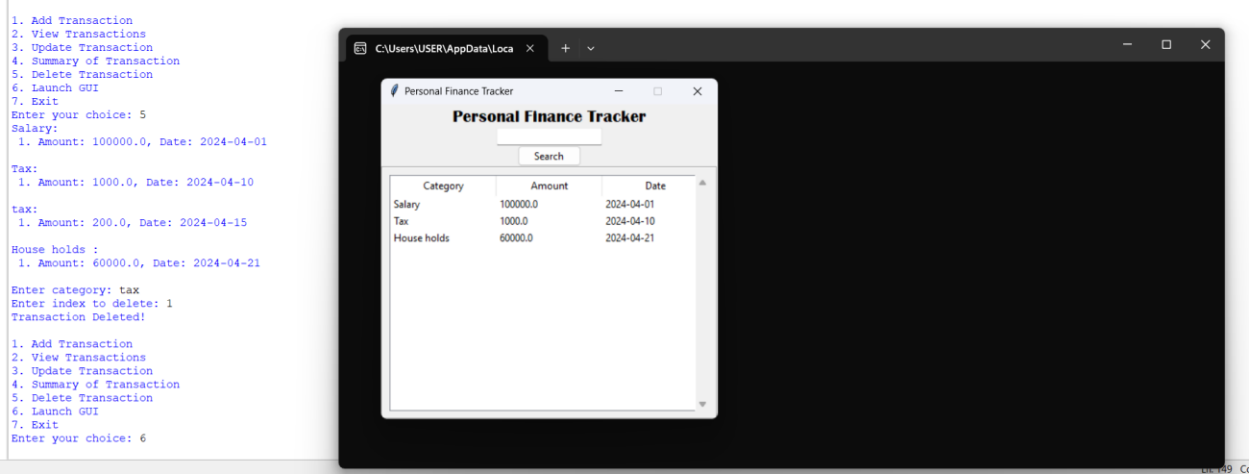 1. Add Transaction
2. View Transactions
3. Update Transaction
4. Summary of Transaction
5. Delete Transaction
6. Launch GUI
7. Exit
Enter your choice: 5
Salary:
1. Amount: 100000.0, Date: 2024-04-01
Tax:
1. Amount: 1000.0, Date: 2024-04-10
tax:
1. Amount: 200.0, Date: 2024-04-15
House holds :
1. Amount: 60000.0, Date: 2024-04-21
Enter category: tax
Enter index to delete: 1
Transaction Deleted!
1. Add Transaction
2. View Transactions
3. Update Transaction
4. Summary of Transaction
5. Delete Transaction
6. Launch GUI
7. Exit
Enter your choice: 6
C:\Users\USER\AppData\Loca
Personal Finance Tracker
Personal Finance Tracker
Search
Category Amount Date
Salary 100000.0 2024-04-01
Tax 1000.0 2024-04-10
House holds 60000.0 2024-04-21